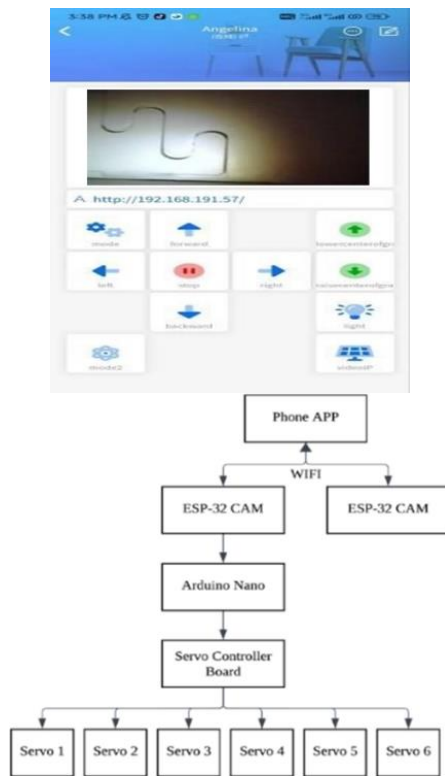 3:38 PM
Angelina
A http://192.168.191.57/
mode
forward
left
stop
right
backward
light
mode2
videoIP
Phone APP
WIFI
ESP-32 CAM
ESP-32 CAM
Arduino Nano
Servo Controller
Board
Servo 1
Servo 2
Servo 3
Servo 4
Servo 5
Servo 6